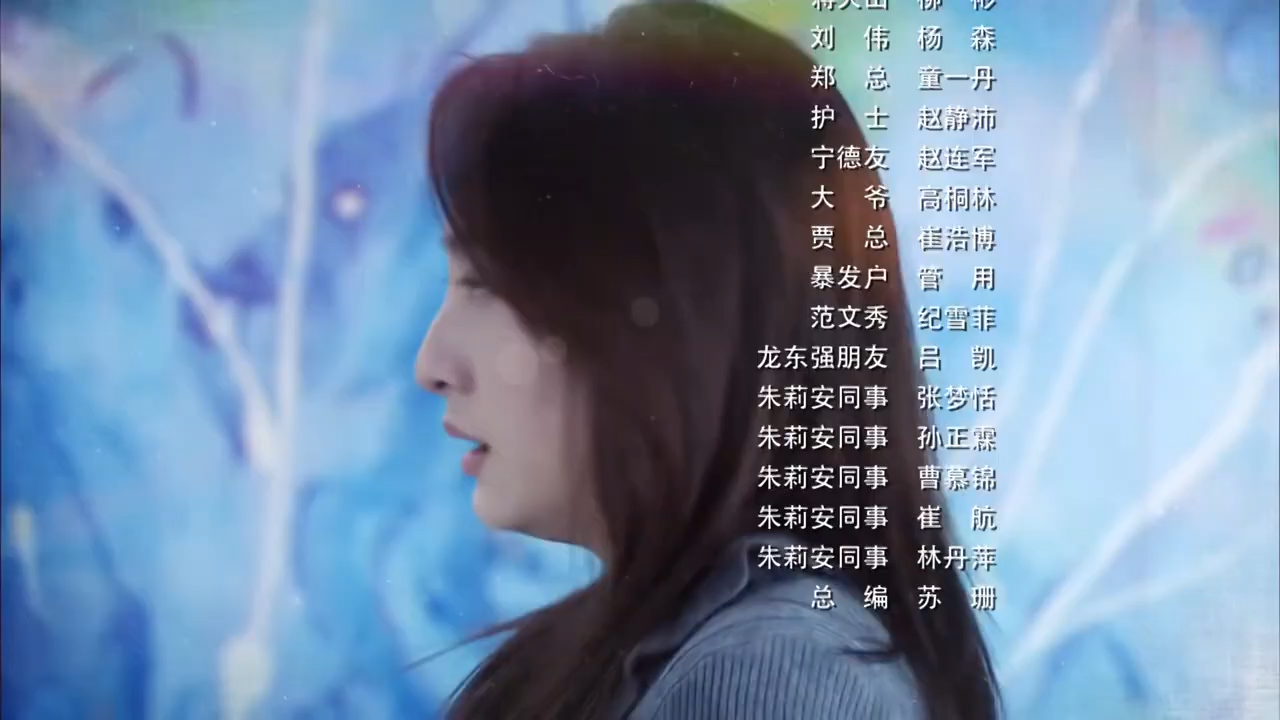 刘 伟 杨 森
郑 总 童一丹
护 士 赵静沛
宁德友 赵连军
大 爷 高桐林
贾 总 崔浩博
暴发户 管 用
范文秀 纪雪菲
龙东强朋友 吕 凯
朱莉安同事 张梦恬
朱莉安同事 孙正霖
朱莉安同事 曹慕锦
朱莉安同事 崔 航
朱莉安同事 林丹萍
总 编 苏 珊